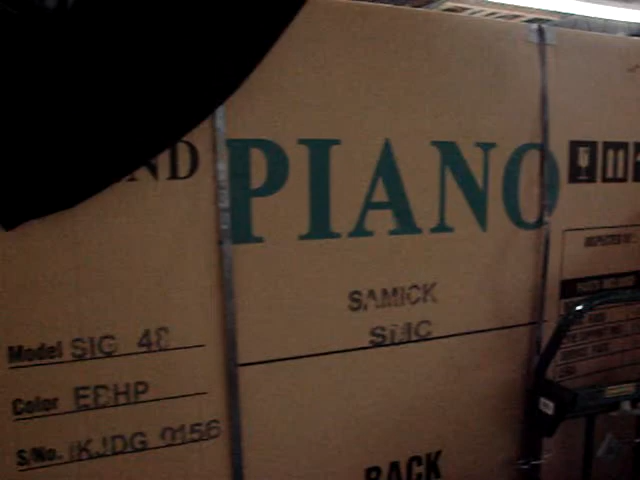 ND PIANO
SAMICK
SMC
Model SIG 48
Color EBHP
S/No. IKJDG 0156
BACK